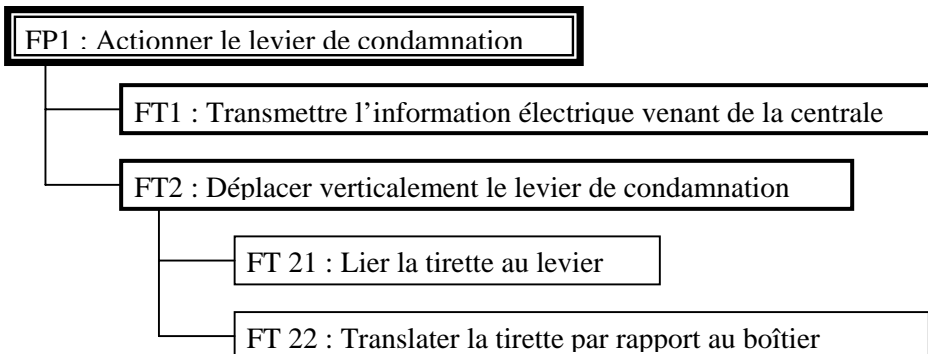 FP1 : Actionner le levier de condamnation
FT1 : Transmettre l'information électrique venant de la centrale
FT2 : Déplacer verticalement le levier de condamnation
FT 21 : Lier la tirette au levier
FT 22 : Translater la tirette par rapport au boîtier